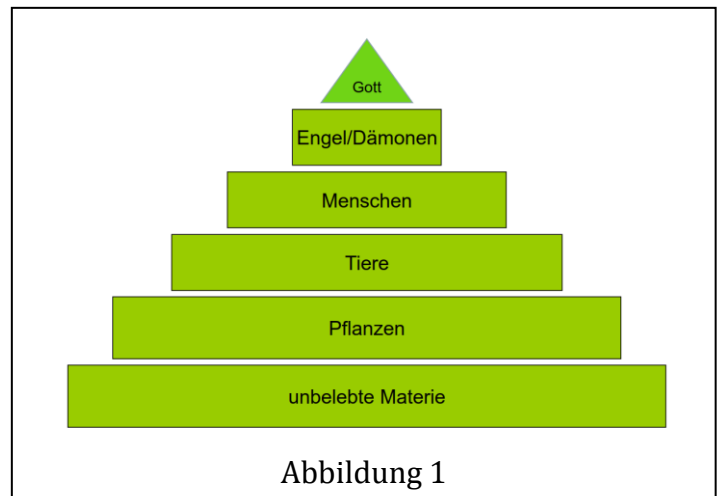 Gott
Engel/Dämonen
Menschen
Tiere
Pflanzen
unbelebte Materie
Abbildung 1